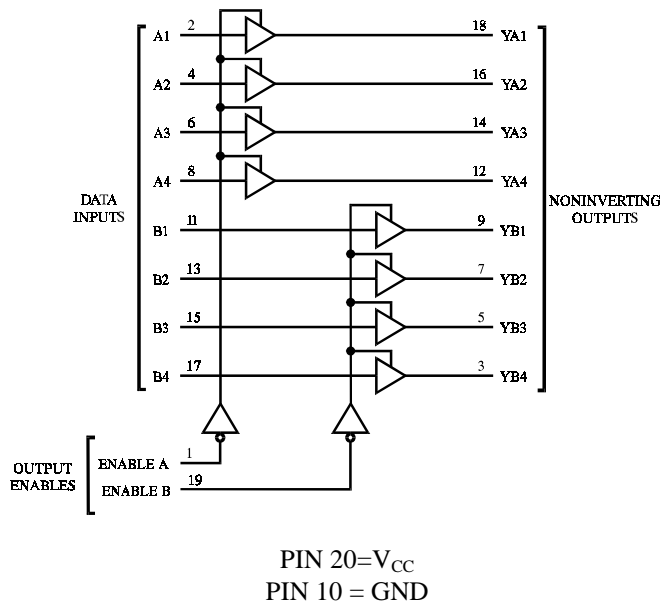 A1 2 18 YA1
A2 4 16 YA2
A3 6 14 YA3
A4 8 12 YA4
DATA
INPUTS
NONINVERTING
OUTPUTS
B1 11 9 YB1
B2 13 7 YB2
B3 15 5 YB3
B4 17 3 YB4
OUTPUT
ENABLES
ENABLE A 1
ENABLE B 19
PIN 20=VCC
PIN 10 = GND